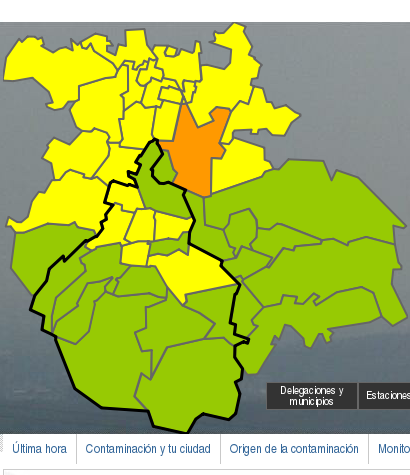 Delegaciones y
municipios
Estaciones
Última hora
Contaminación y tu ciudad
Origen de la contaminación
Monito